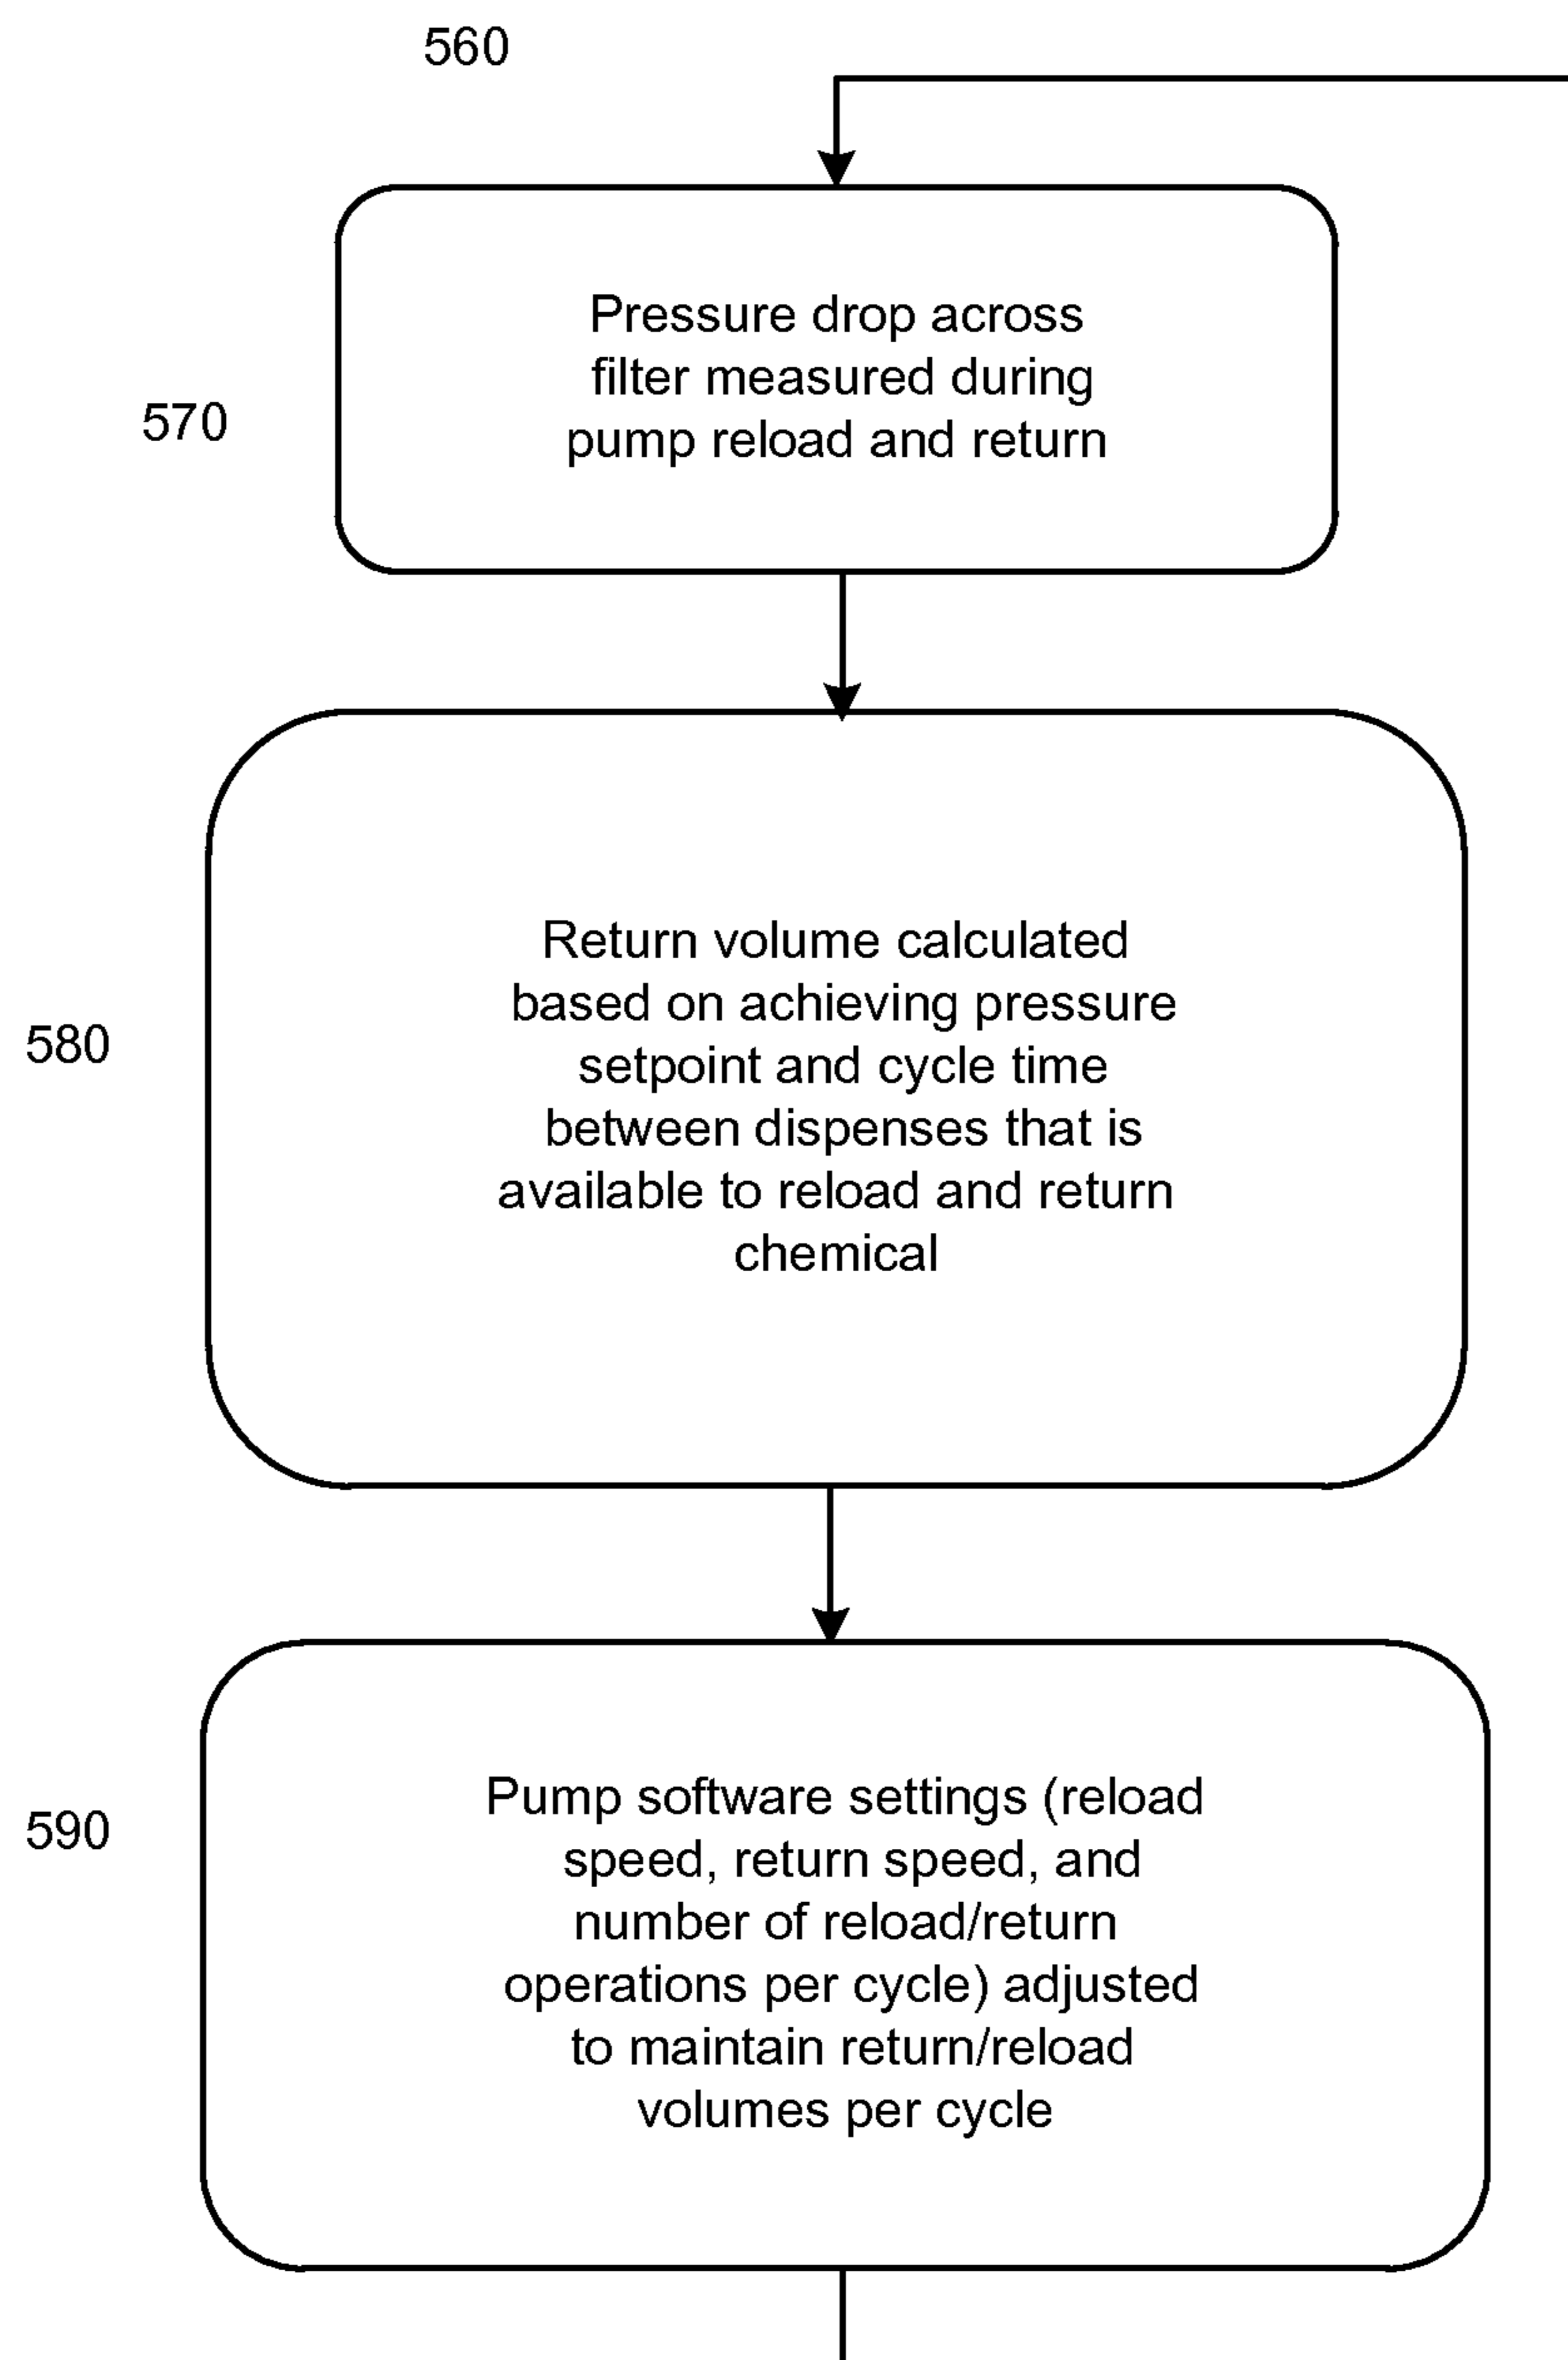 560
570
Pressure drop across
filter measured during
pump reload and return
580
Return volume calculated
based on achieving pressure
setpoint and cycle time
between dispenses that is
available to reload and return
chemical
590
Pump software settings (reload
speed, return speed, and
number of reload/return
operations per cycle) adjusted
to maintain return/reload
volumes per cycle